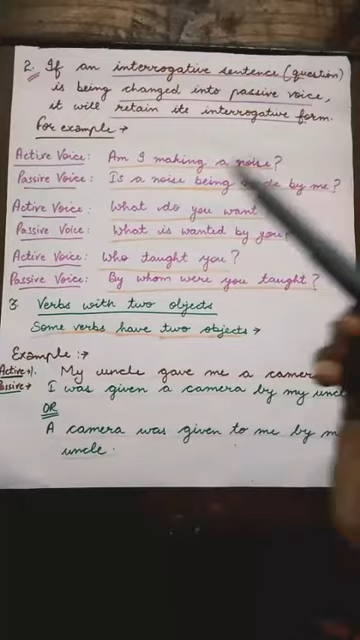 2. If an interrogative sentence (question)
is being changed into passive voice,
it will retain its interrogative form.
For example →
Active Voice: Am I making a noise?
Passive Voice: Is a noise being by me?
Active Voice: What do you want
Passive Voice: What is wanted by you?
Active Voice: Who taught you?
Passive Voice: By whom were you taught?
3 Verbs with two objects
Some verbs have two objects →
Example :→
Active → 1. My uncle gave me a camer
Passive → I was given a camera by my uncl
OR
A camera was given to me by m
uncle.